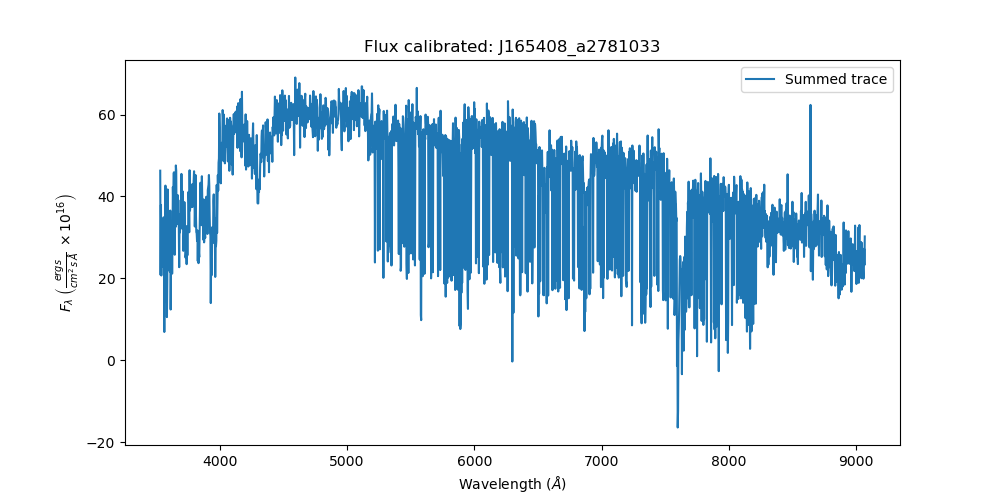 Flux calibrated: J165408_a2781033
Summed trace
60
40
20
0
−20
F_λ (ergs / cm² s Å × 10¹⁶)
4000 5000 6000 7000 8000 9000
Wavelength (Å)